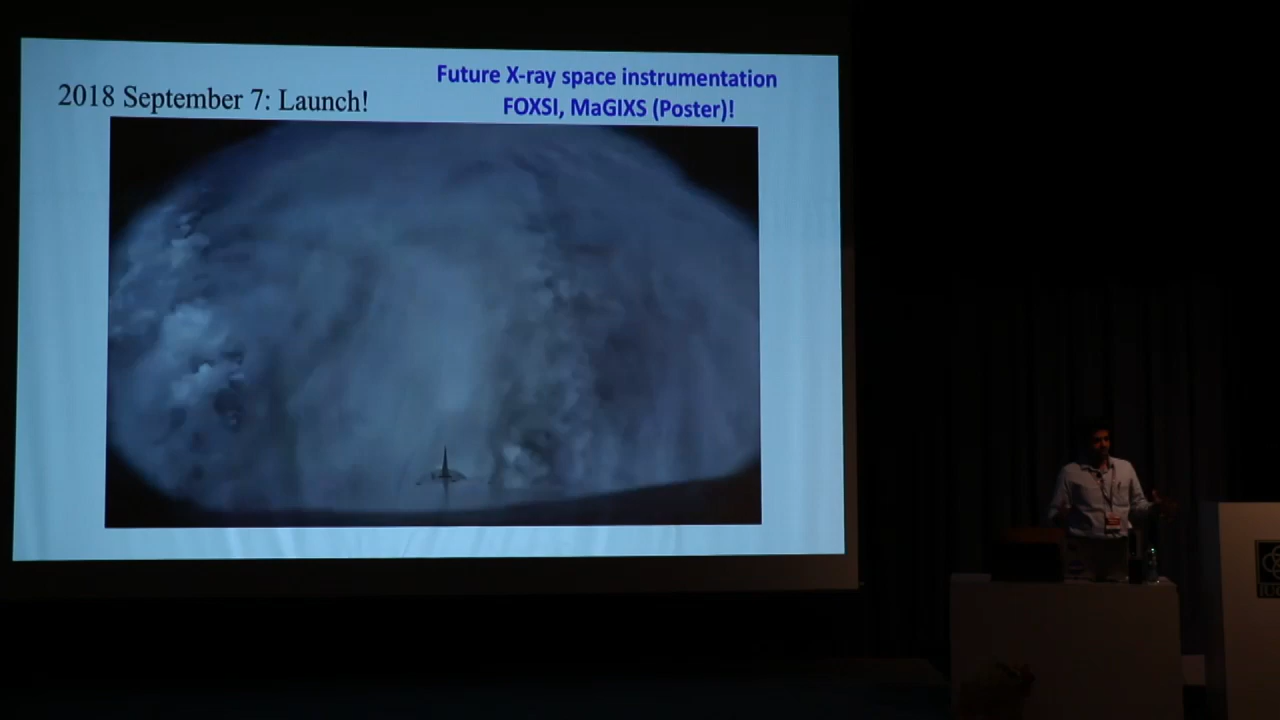 2018 September 7: Launch!
Future X-ray space instrumentation
FOXSI, MaGIXS (Poster)!